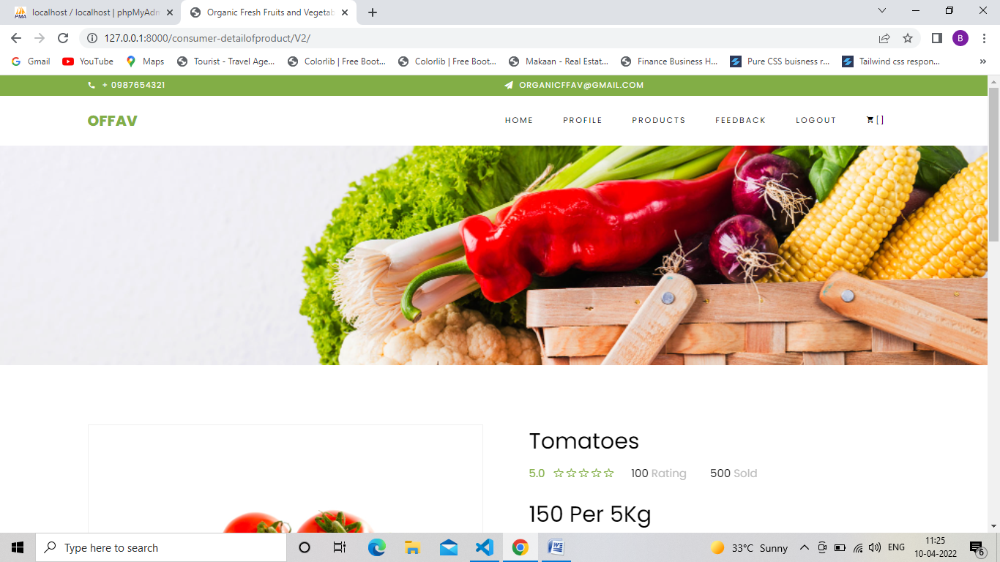 localhost / localhost | phpMyAdm
Organic Fresh Fruits and Vegetab
127.0.0.1:8000/consumer-detailofproduct/V2/
B
Gmail YouTube Maps Tourist - Travel Age... Colorlib | Free Boot... Colorlib | Free Boot... Makaan - Real Estat... Finance Business H... Pure CSS buisness r... Tailwind css respon... »
+ 0987654321 ORGANICFFAV@GMAIL.COM
OFFAV HOME PROFILE PRODUCTS FEEDBACK LOGOUT [ ]
Tomatoes
5.0 100 Rating 500 Sold
150 Per 5Kg
Type here to search 33°C Sunny ENG 11:25
10-04-2022 6